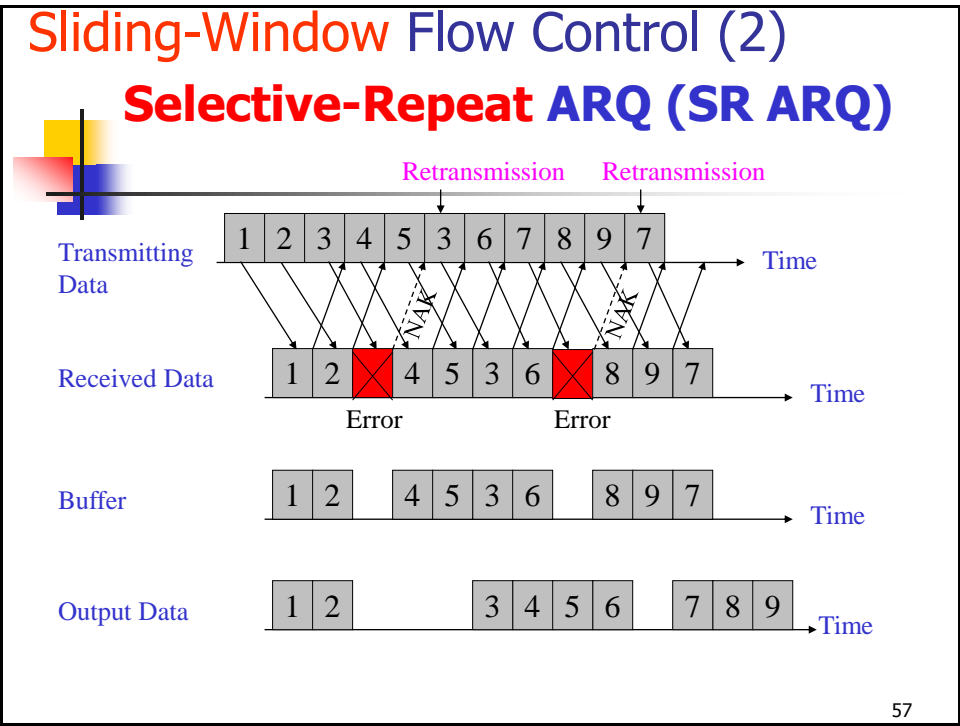 Sliding-Window Flow Control (2)
Selective-Repeat ARQ (SR ARQ)
Retransmission Retransmission
1 2 3 4 5 3 6 7 8 9 7
Transmitting
Data
Time
NAK NAK
Received Data
1 2 4 5 3 6 8 9 7
Time
Error Error
Buffer
1 2 4 5 3 6 8 9 7
Time
Output Data
1 2 3 4 5 6 7 8 9
Time
57